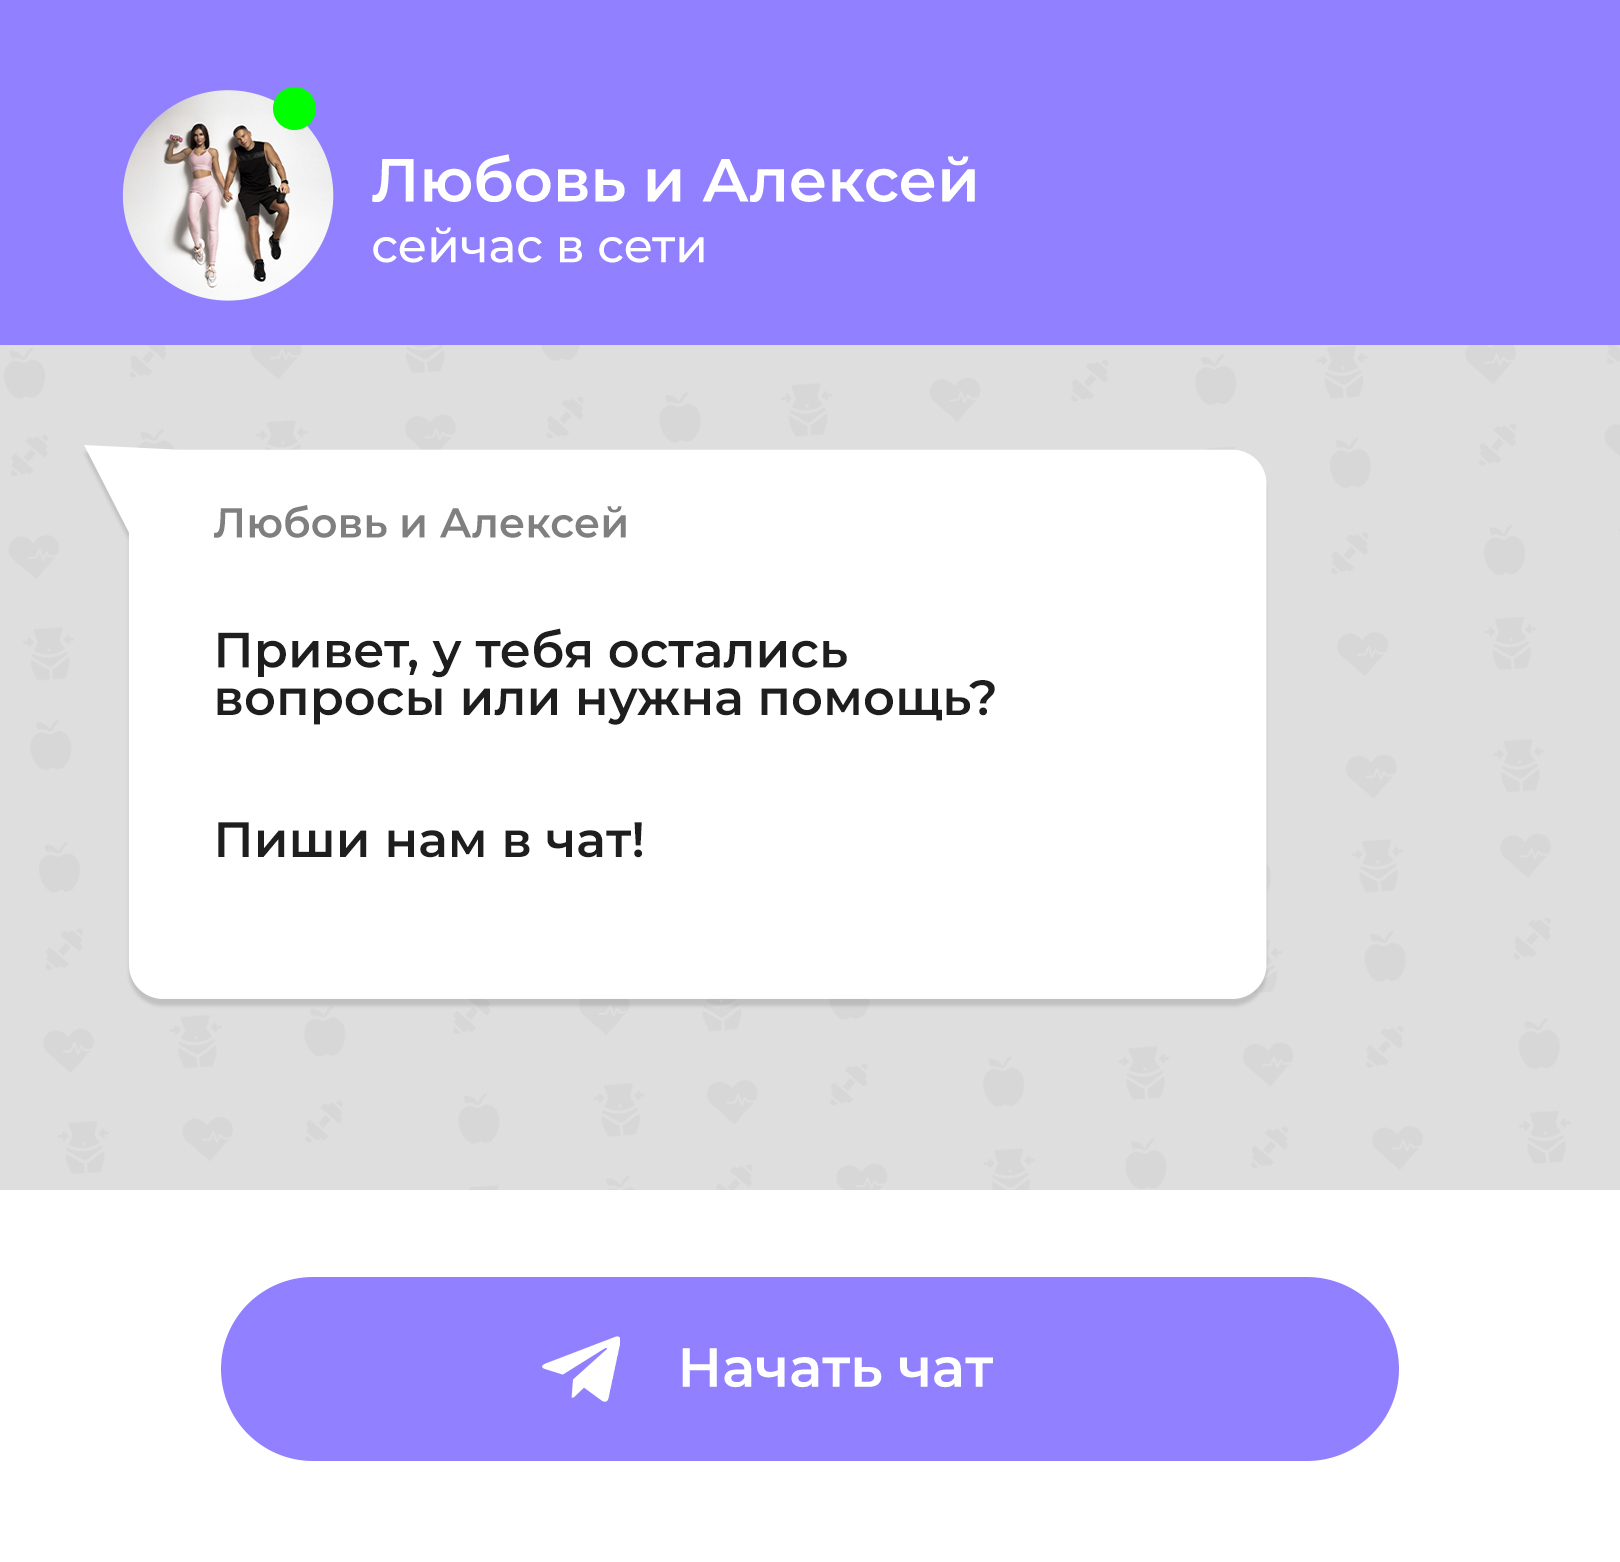 Любовь и Алексей
сейчас в сети
Любовь и Алексей
Привет, у тебя остались
вопросы или нужна помощь?
Пиши нам в чат!
Начать чат